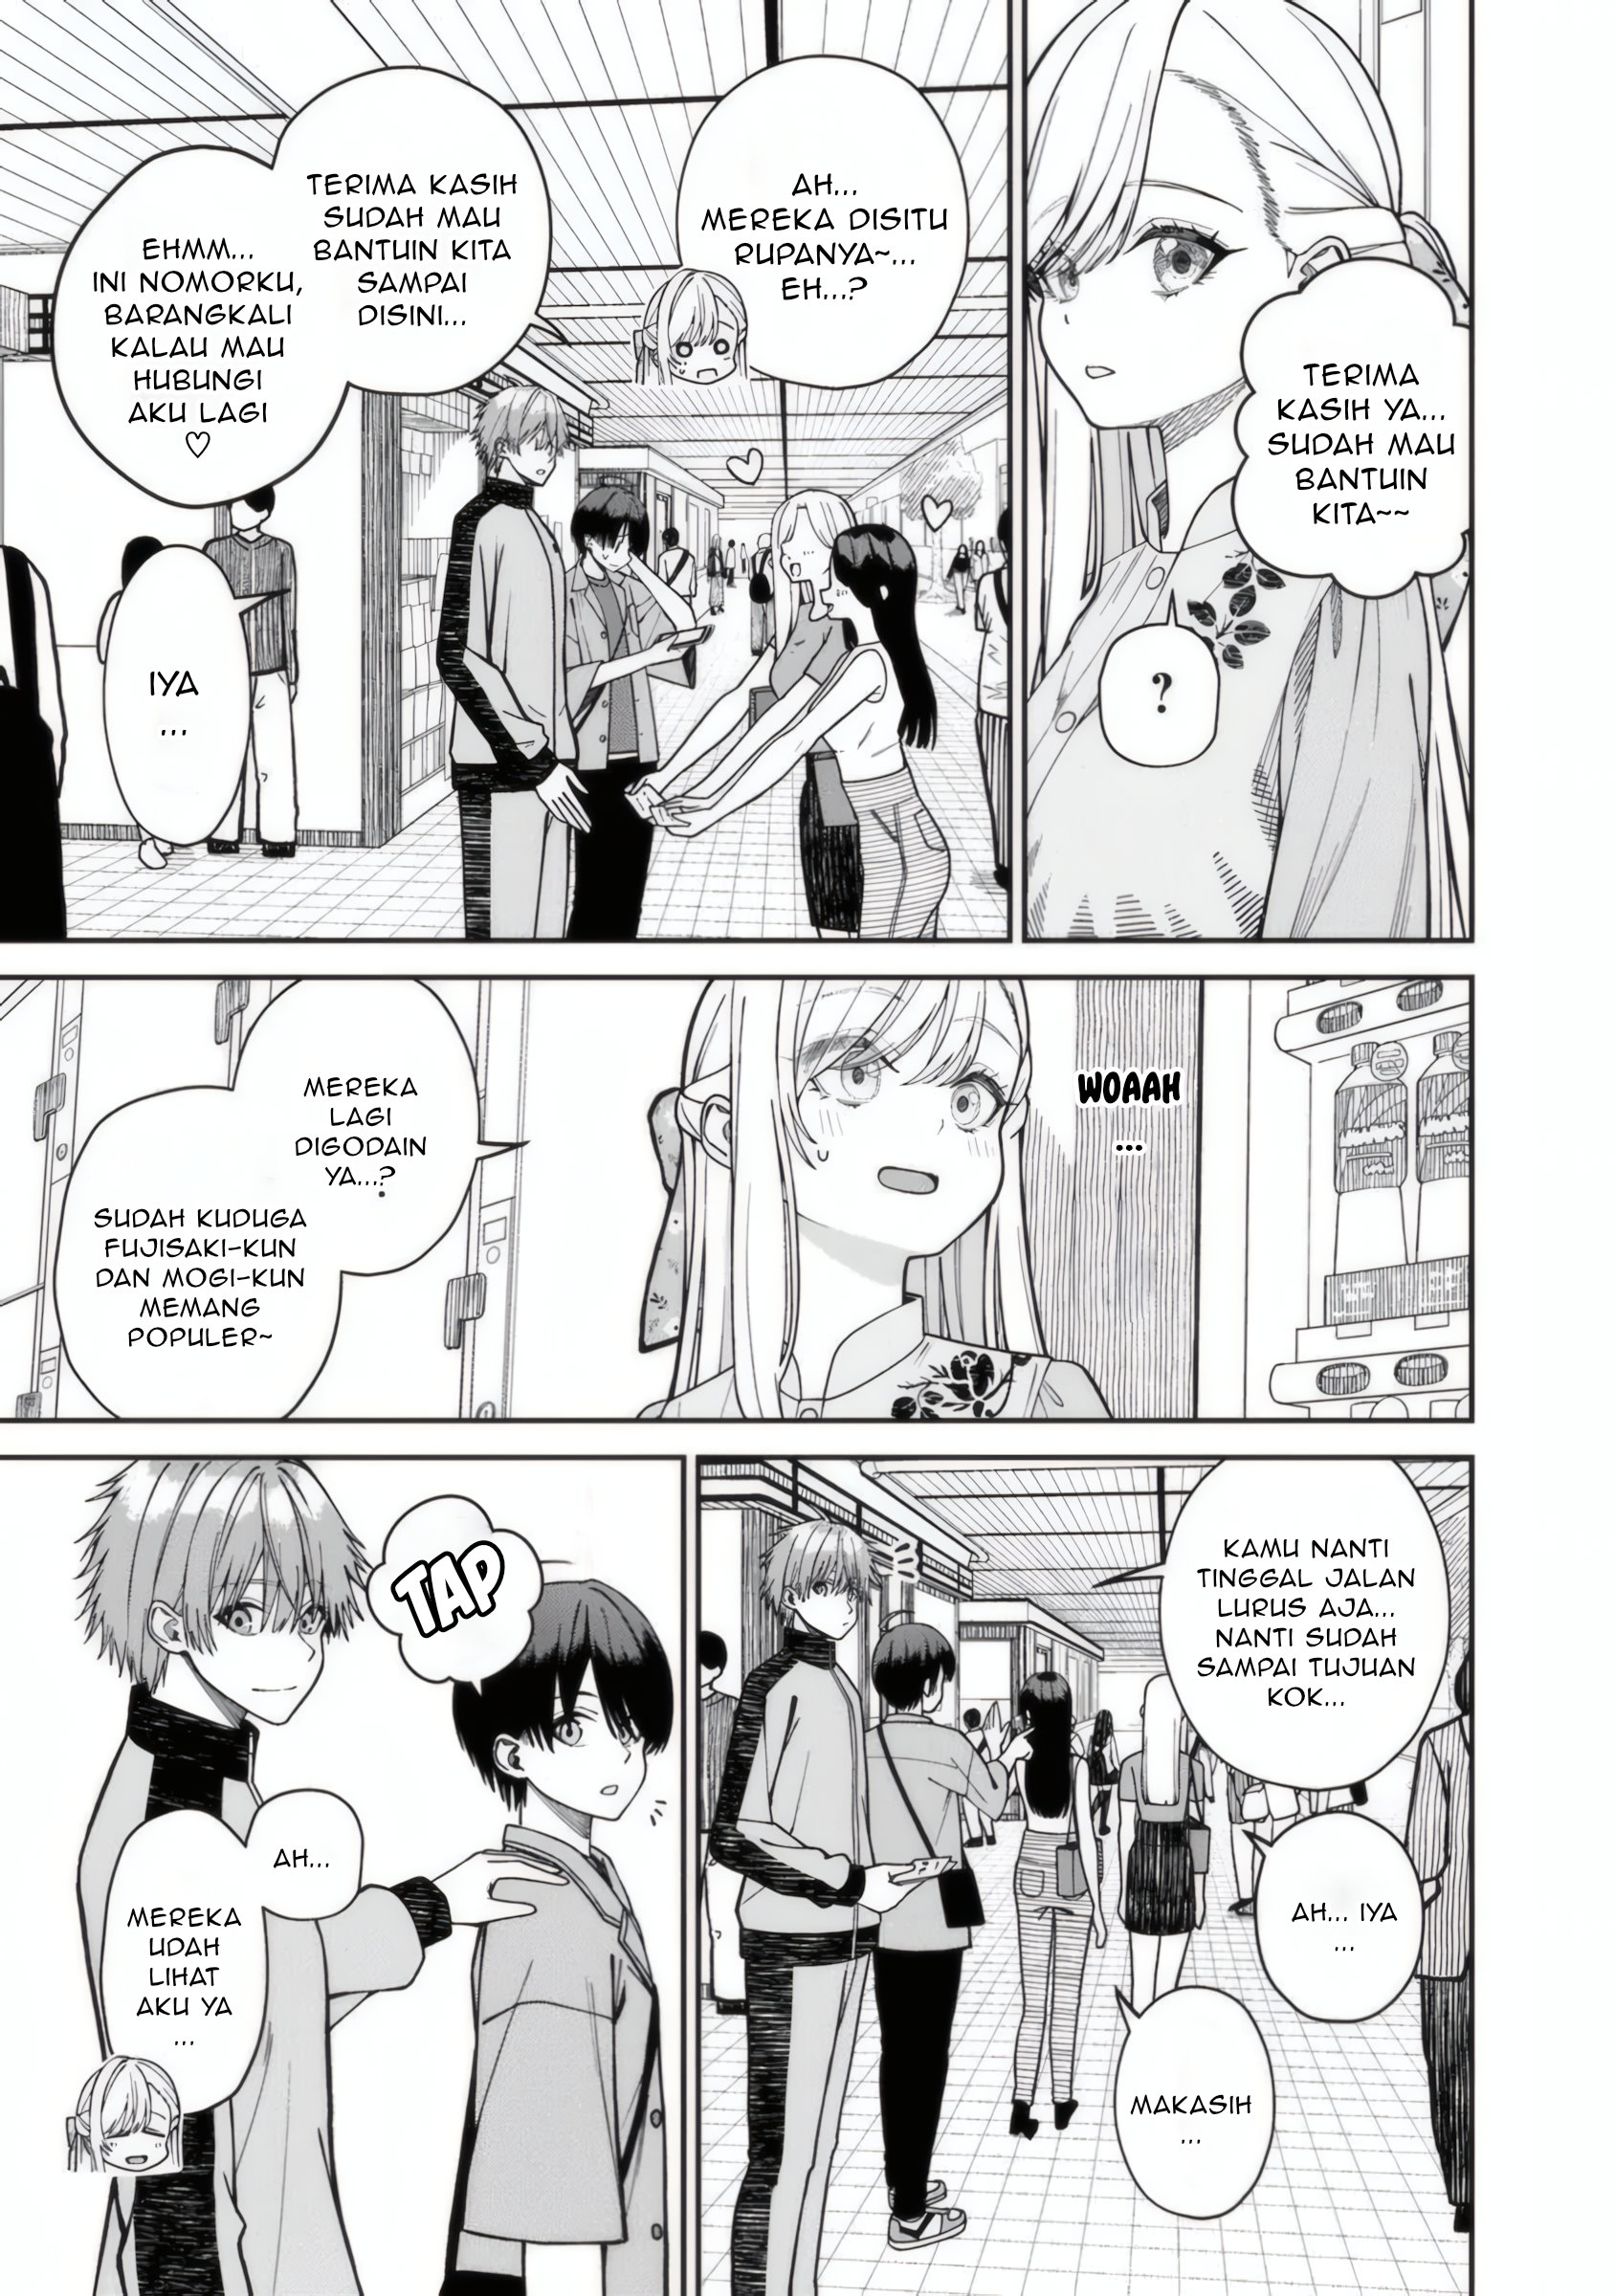 TERIMA
KASIH YA...
SUDAH MAU
BANTUIN
KITA~~
?
AH...
MEREKA DISITU
RUPANYA~...
EH...?
TERIMA KASIH
SUDAH MAU
BANTUIN KITA
SAMPAI
DISINI...
EHMM...
INI NOMORKU,
BARANGKALI
KALAU MAU
HUBUNGI
AKU LAGI
♡
IYA
...
WOAAH
...
MEREKA
LAGI
DIGODAIN
YA...?
SUDAH KUDUGA
FUJISAKI-KUN
DAN MOGI-KUN
MEMANG
POPULER~
KAMU NANTI
TINGGAL JALAN
LURUS AJA...
NANTI SUDAH
SAMPAI TUJUAN
KOK...
AH... IYA
...
MAKASIH
...
TAP
AH...
MEREKA
UDAH
LIHAT
AKU YA
...